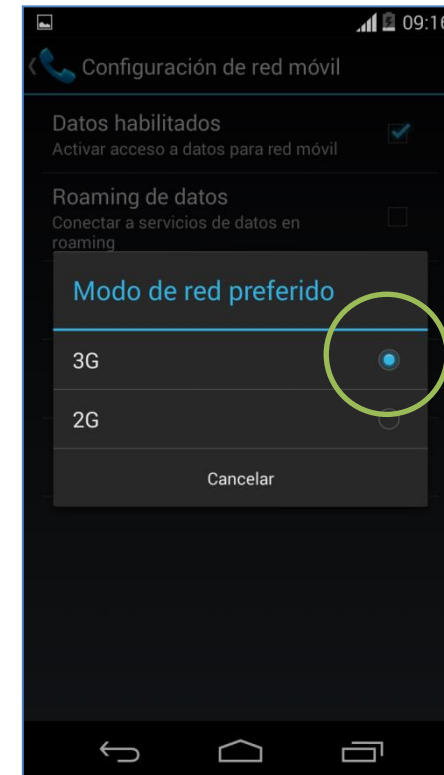 09:16
Configuración de red móvil
Datos habilitados
Activar acceso a datos para red móvil
Roaming de datos
Conectar a servicios de datos en
roaming
Modo de red preferido
3G
2G
Cancelar